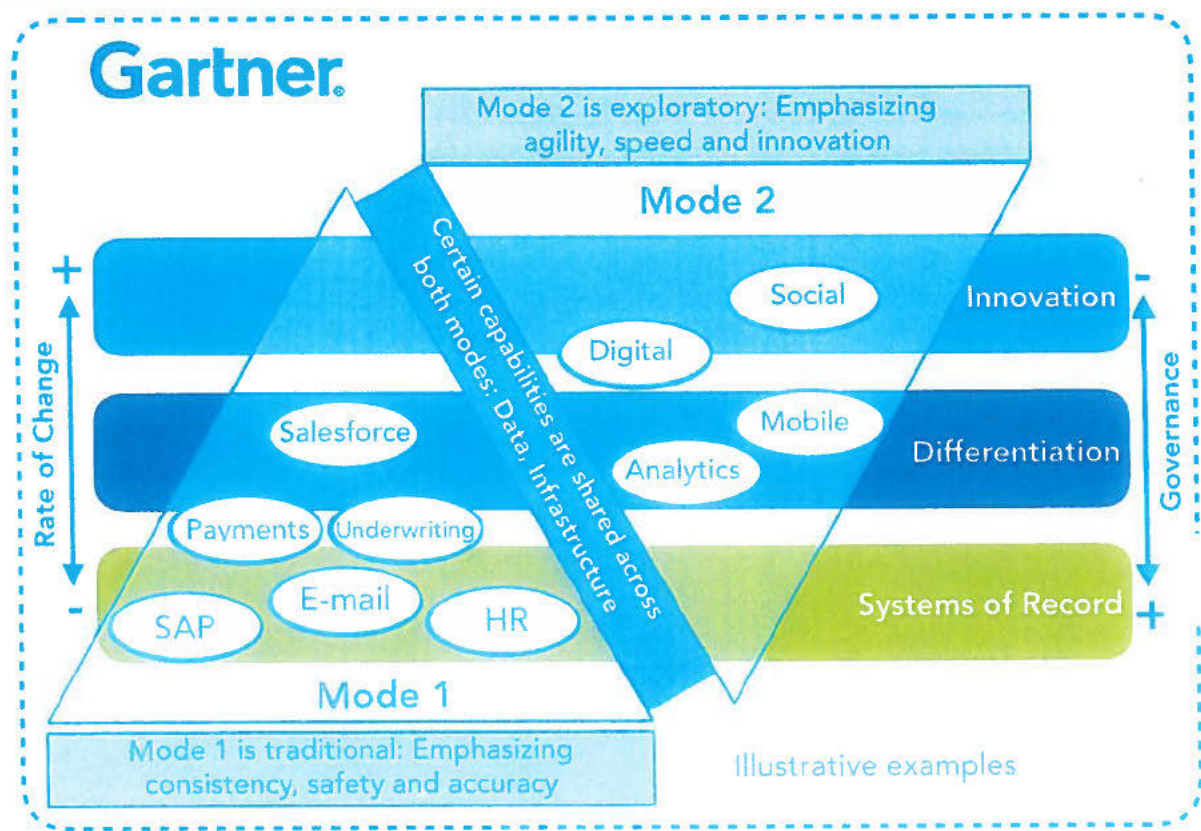 Gartner®
Mode 2 is exploratory: Emphasizing
agility, speed and innovation
Mode 2
Certain capabilities are shared across
both modes: Data, Infrastructure
+
Rate of Change
-
-
Governance
+
Social
Innovation
Digital
Salesforce
Mobile
Analytics
Differentiation
Payments
Underwriting
E-mail
SAP
HR
Systems of Record
Mode 1
Mode 1 is traditional: Emphasizing
consistency, safety and accuracy
Illustrative examples